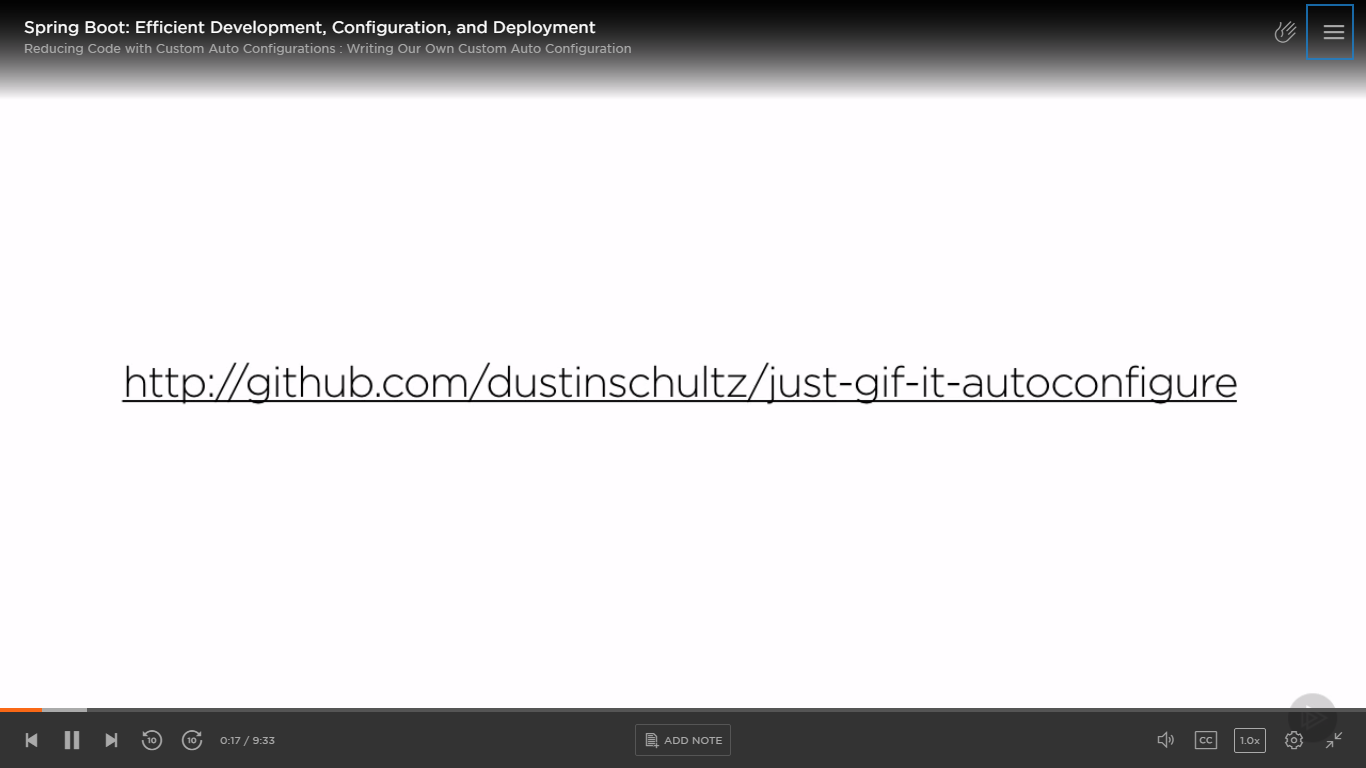 Spring Boot: Efficient Development, Configuration, and Deployment
Reducing Code with Custom Auto Configurations : Writing Our Own Custom Auto Configuration
http://github.com/dustinschultz/just-gif-it-autoconfigure
10 10 0:17 / 9:33 ADD NOTE CC 1.0x